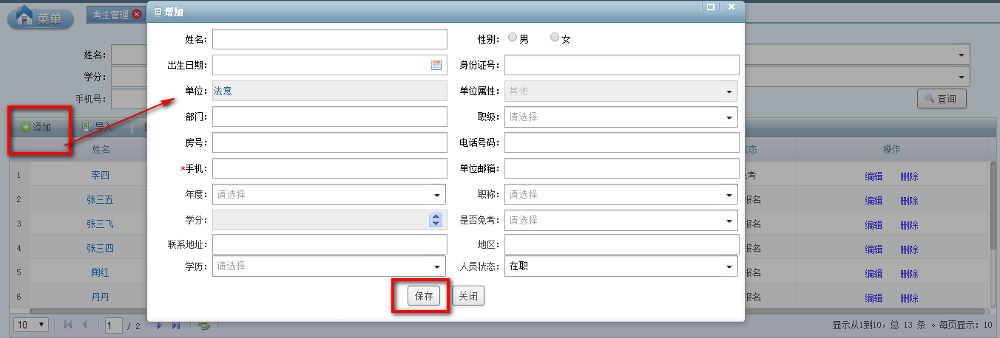 菜单 考生管理 增加
姓名: 姓名: 性别: 男 女
出生日期: 身份证号:
学分: 单位: 法意 单位属性: 其他
手机号: 查询
部门: 职级: 请选择
添加 导入
房号: 电话号码:
姓名 状态 操作
*手机: 单位邮箱:
1 李四 免考 编辑 删除
年度: 请选择 职称: 请选择
2 张三五 报名 编辑 删除
学分: 是否免考: 请选择
3 张三飞 报名 编辑 删除
联系地址: 地区:
4 张三四 报名 编辑 删除
学历: 请选择 人员状态: 在职
5 陶红 报名 编辑 删除
保存 关闭
6 丹丹 报名 编辑 删除
10 1 / 2 显示从1到10，总 13 条 。每页显示：10